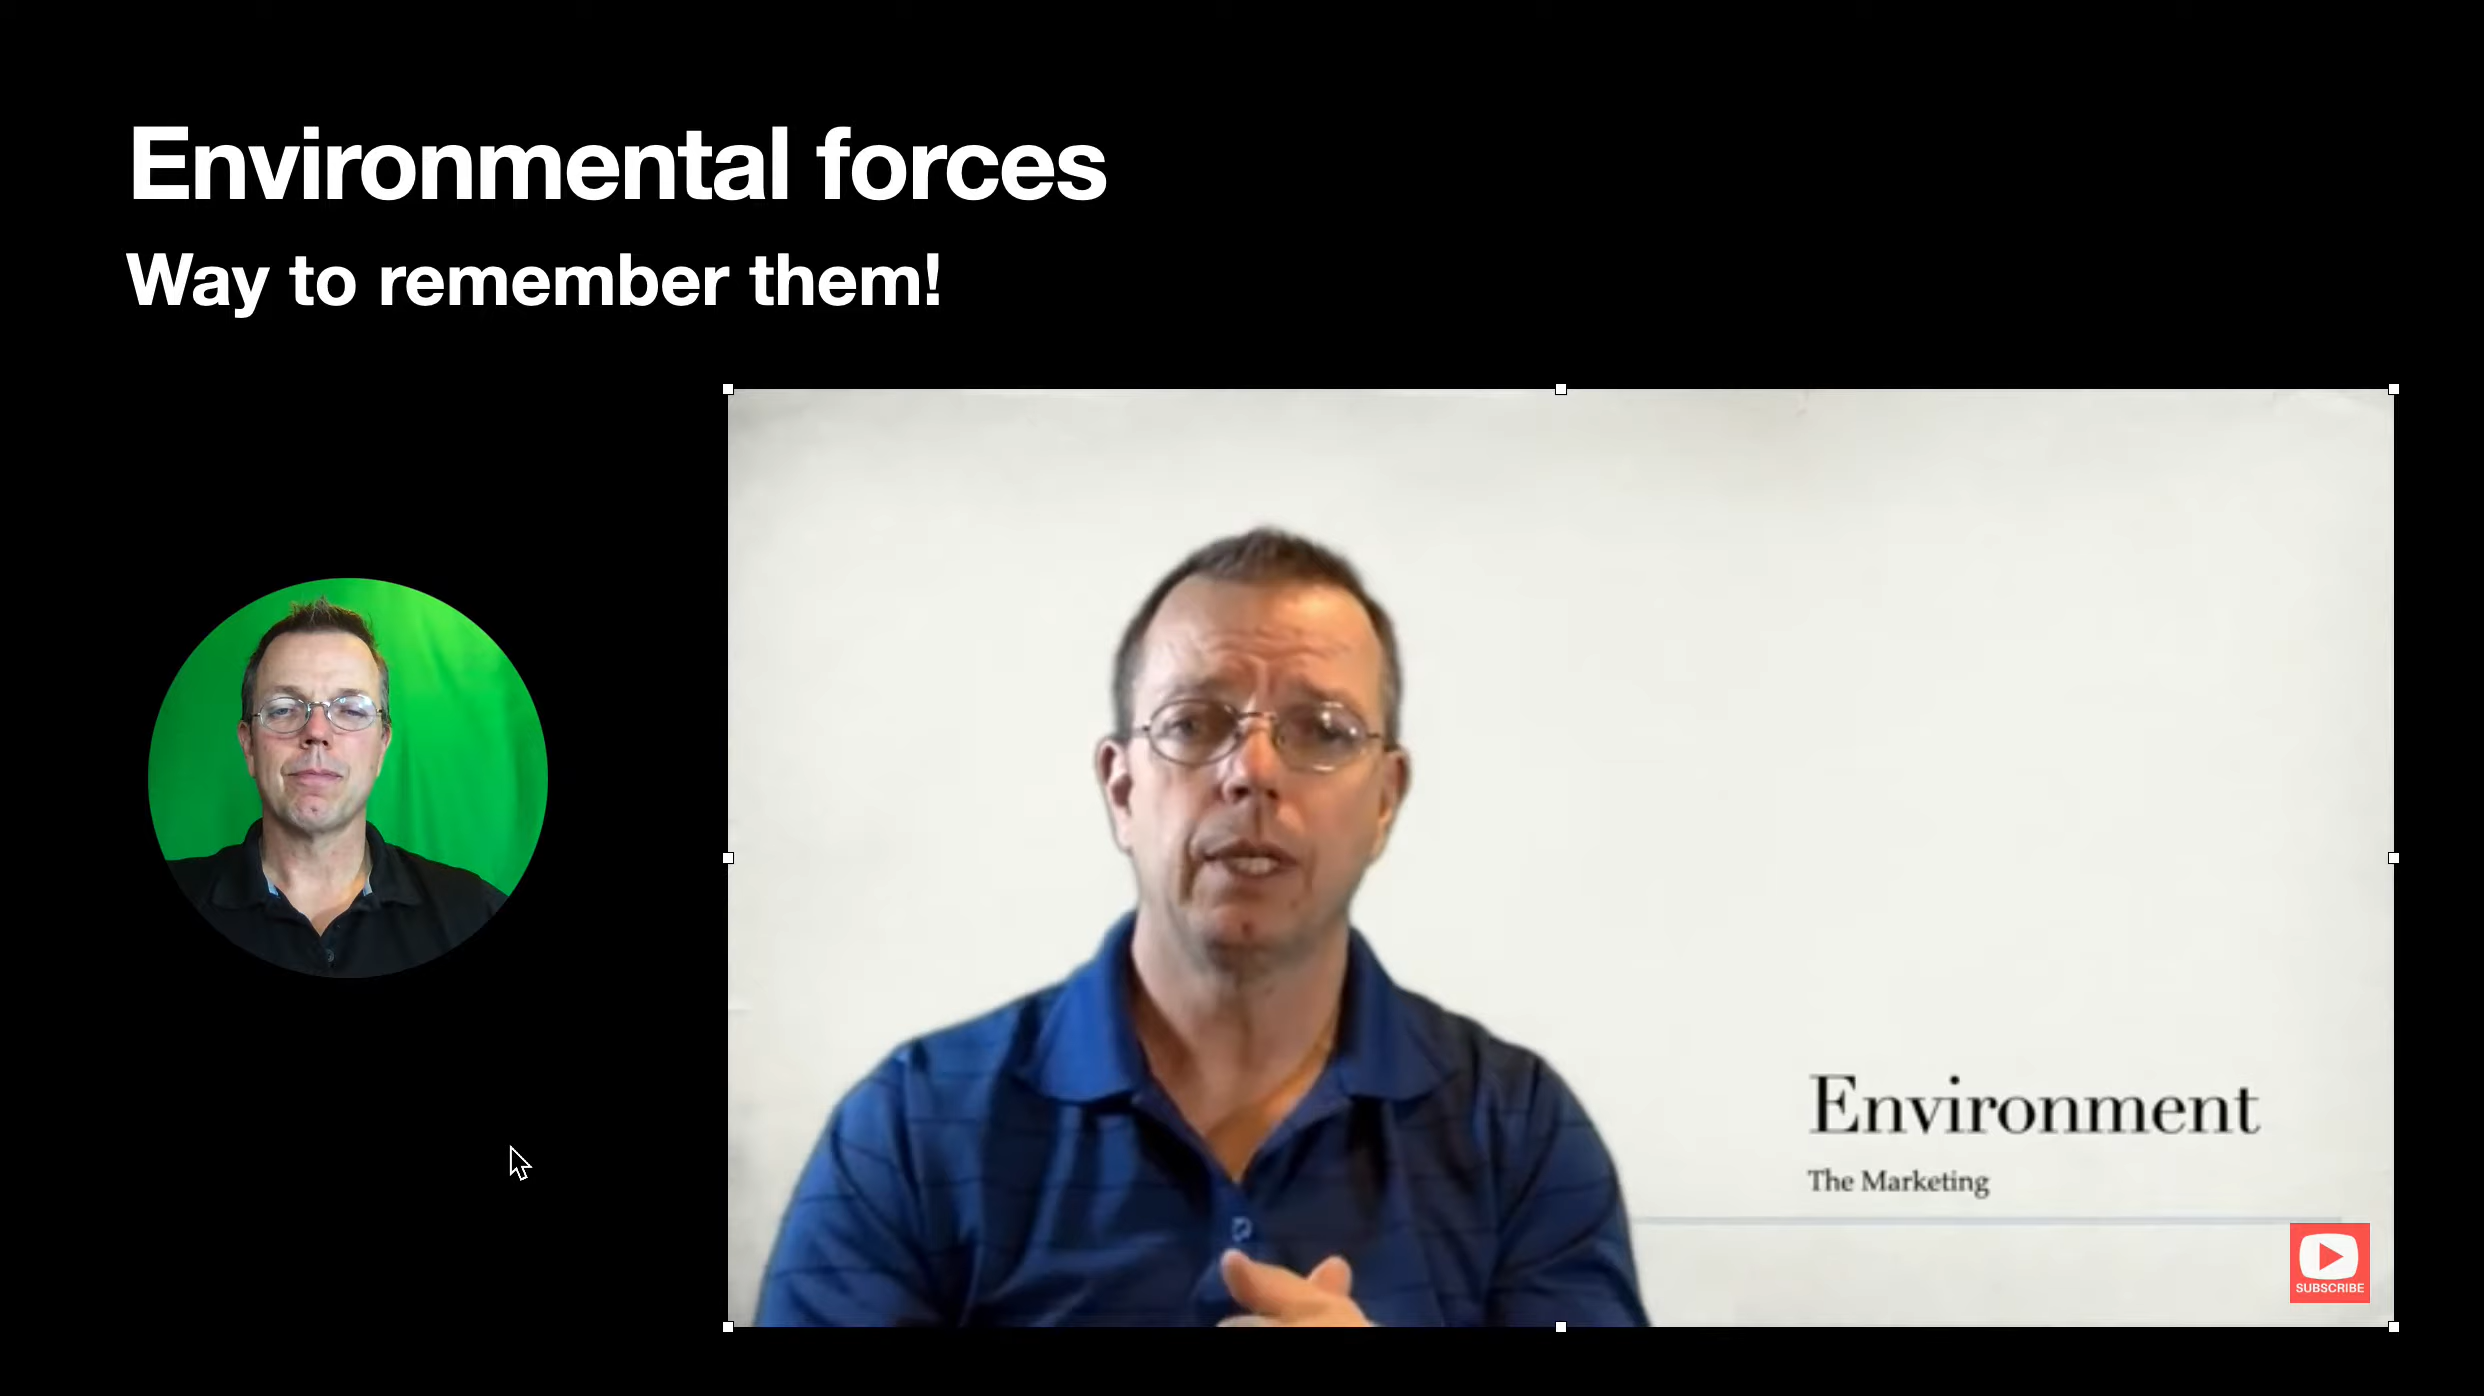 Environmental forces
Way to remember them!
Environment
The Marketing
SUBSCRIBE